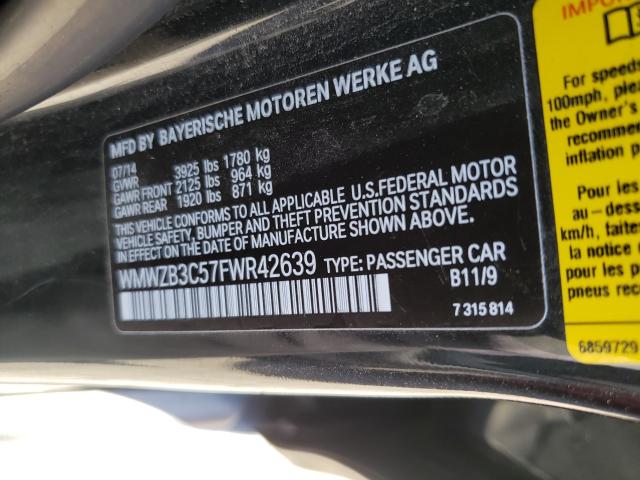 MFD BY BAYERISCHE MOTOREN WERKE AG
07/14
GVWR 3925 lbs 1780 kg
GAWR FRONT 2125 lbs 964 kg
GAWR REAR 1920 lbs 871 kg
THIS VEHICLE CONFORMS TO ALL APPLICABLE U.S.FEDERAL MOTOR
VEHICLE SAFETY, BUMPER AND THEFT PREVENTION STANDARDS
IN EFFECT ON THE DATE OF MANUFACTURE SHOWN ABOVE.
WMWZB3C57FWR42639 TYPE: PASSENGER CAR
B11/9
7 315 814
For speeds
100mph, ple
the Owner's
recommen
inflation p
Pour les
au-dess
km/h, faites
la notice
pour les
pneus recor
6859729